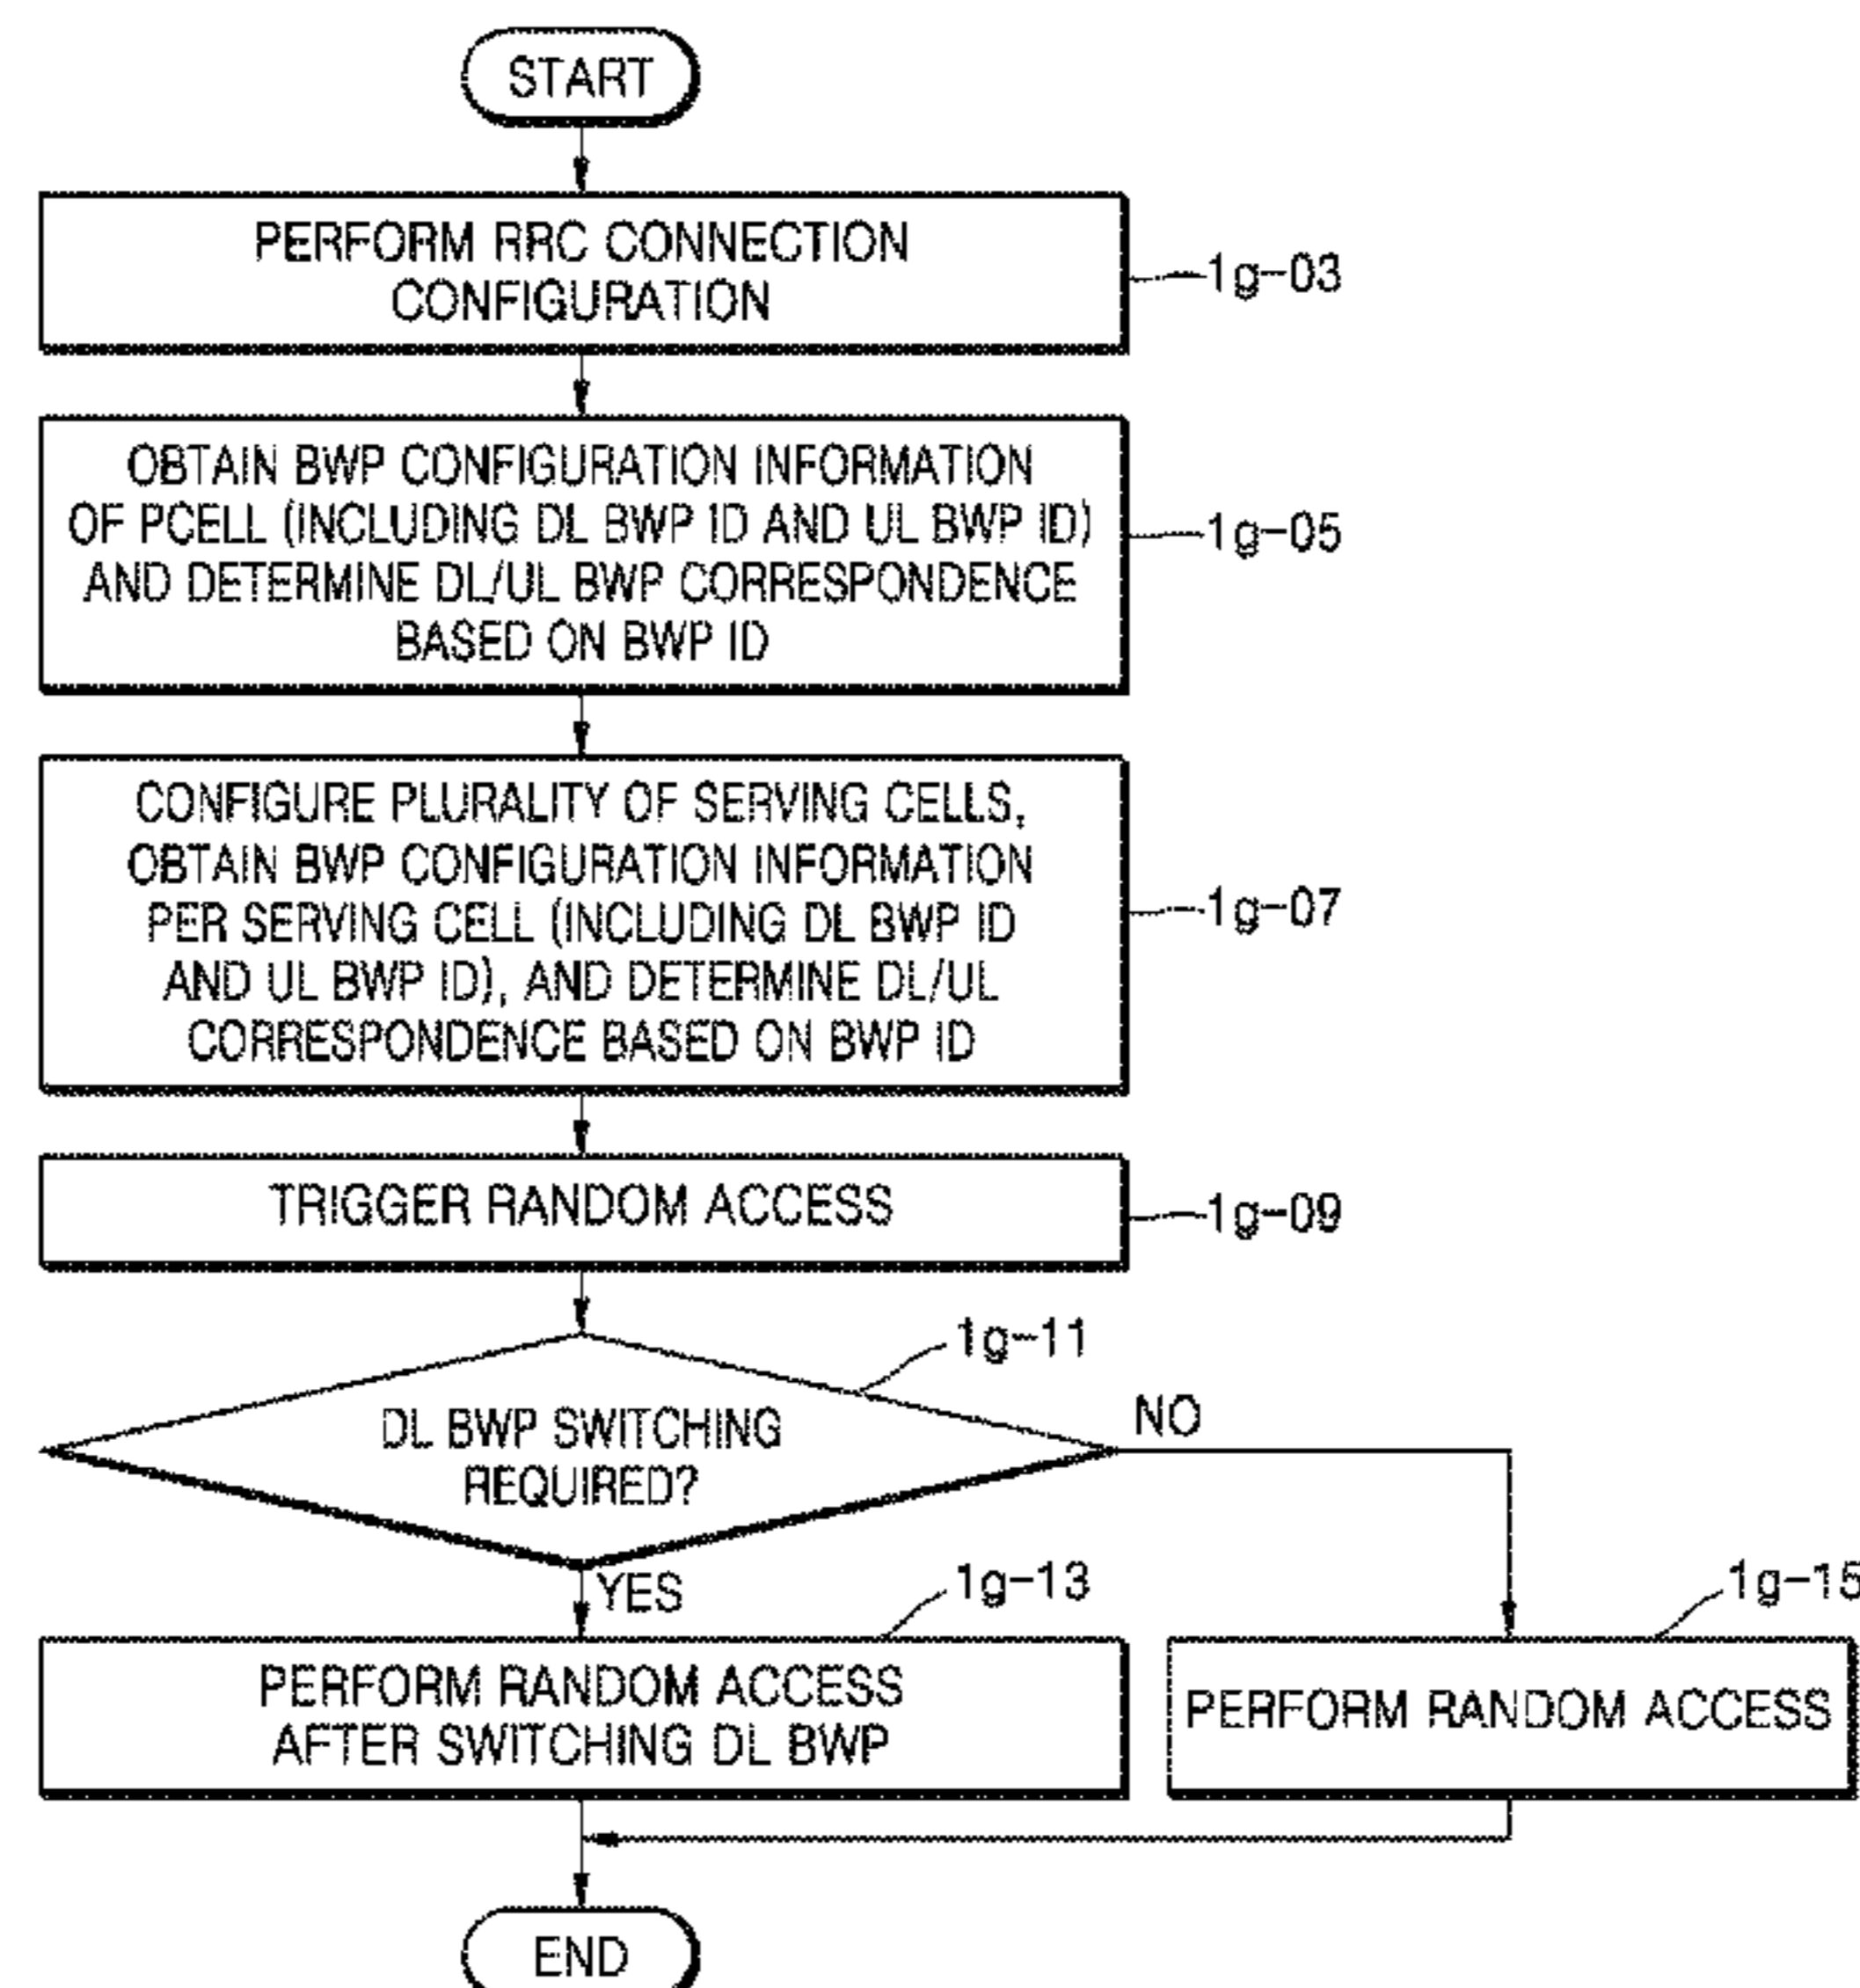 START
PERFORM RRC CONNECTION
CONFIGURATION
1g-03
OBTAIN BWP CONFIGURATION INFORMATION
OF PCELL (INCLUDING DL BWP ID AND UL BWP ID)
AND DETERMINE DL/UL BWP CORRESPONDENCE
BASED ON BWP ID
1g-05
CONFIGURE PLURALITY OF SERVING CELLS,
OBTAIN BWP CONFIGURATION INFORMATION
PER SERVING CELL (INCLUDING DL BWP ID
AND UL BWP ID), AND DETERMINE DL/UL
CORRESPONDENCE BASED ON BWP ID
1g-07
TRIGGER RANDOM ACCESS
1g-09
1g-11
DL BWP SWITCHING
REQUIRED?
NO
YES
1g-13
1g-15
PERFORM RANDOM ACCESS
AFTER SWITCHING DL BWP
PERFORM RANDOM ACCESS
END